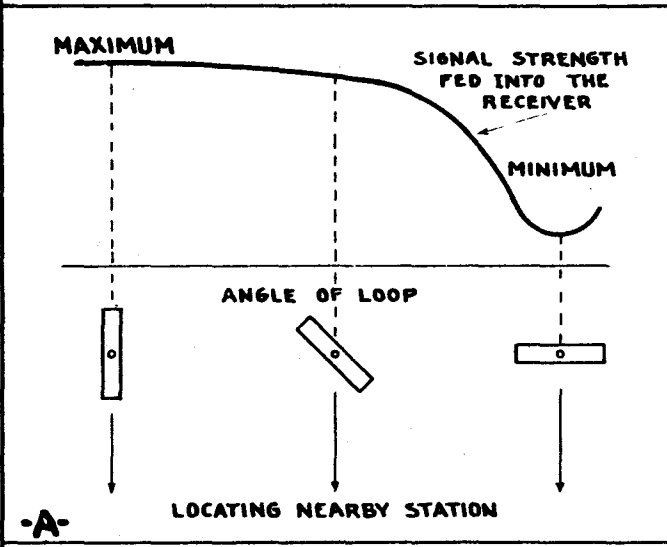 MAXIMUM
SIGNAL STRENGTH
FED INTO THE
RECEIVER
MINIMUM
ANGLE OF LOOP
LOCATING NEARBY STATION
-A-